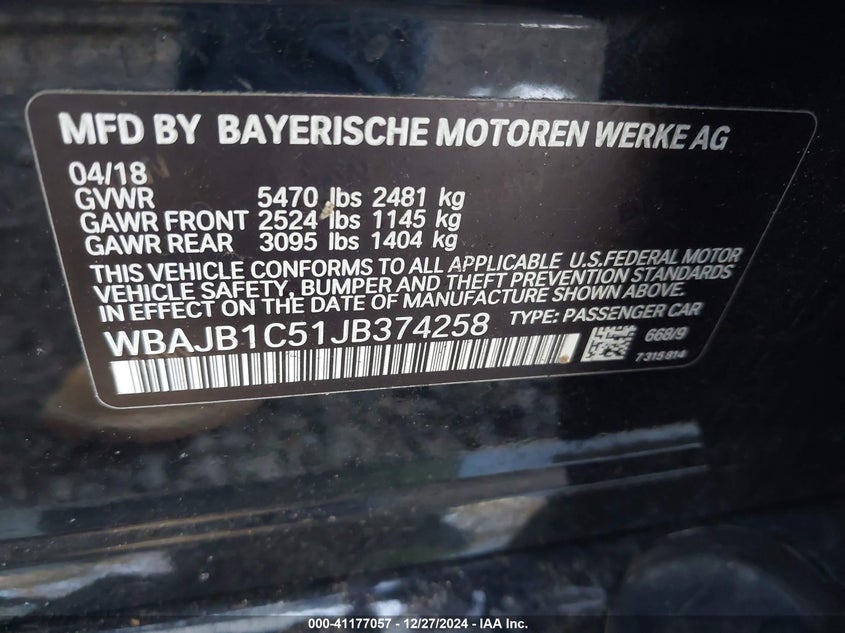 MFD BY BAYERISCHE MOTOREN WERKE AG
04/18
GVWR 5470 lbs 2481 kg
GAWR FRONT 2524 lbs 1145 kg
GAWR REAR 3095 lbs 1404 kg
THIS VEHICLE CONFORMS TO ALL APPLICABLE U.S.FEDERAL MOTOR
VEHICLE SAFETY, BUMPER AND THEFT PREVENTION STANDARDS
IN EFFECT ON THE DATE OF MANUFACTURE SHOWN ABOVE.
WBAJB1C51JB374258 TYPE: PASSENGER CAR
668/9
7315814
000-41177057 - 12/27/2024 - IAA Inc.